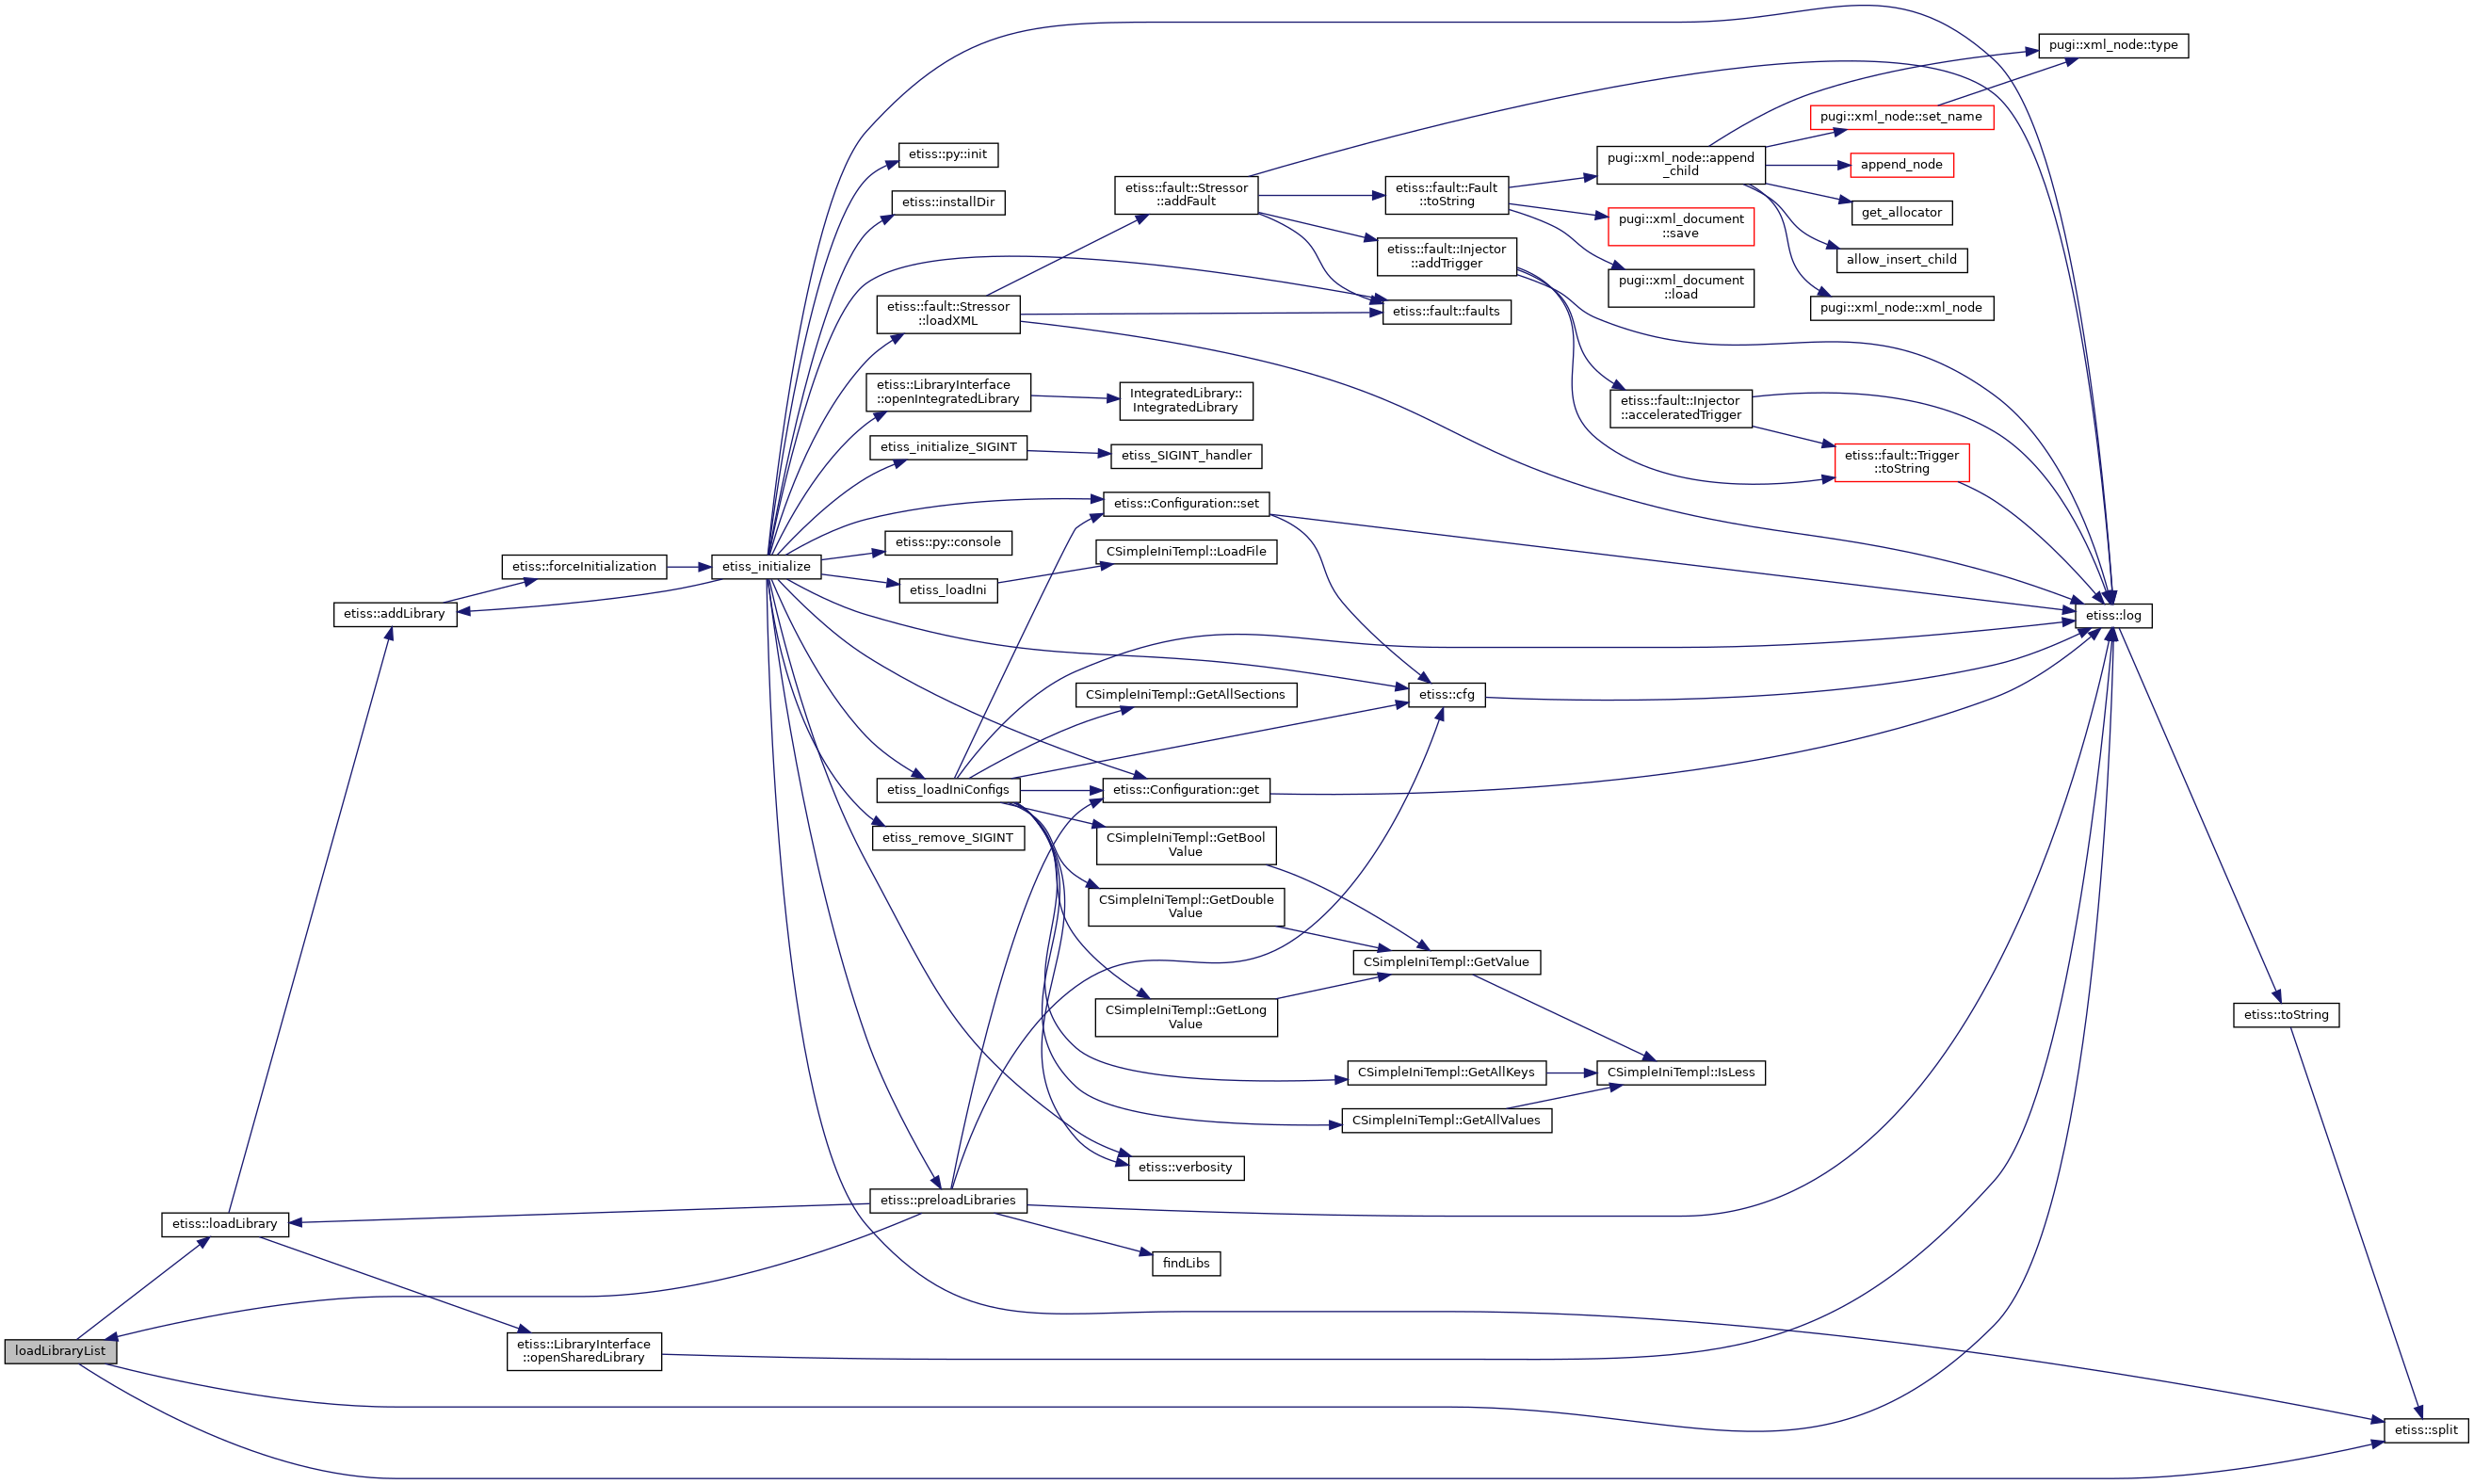 loadLibraryList
etiss::loadLibrary
etiss::addLibrary
etiss::forceInitialization
etiss::LibraryInterface
::openSharedLibrary
etiss_initialize
etiss::py::init
etiss::installDir
etiss::fault::Stressor
::loadXML
etiss::LibraryInterface
::openIntegratedLibrary
etiss_initialize_SIGINT
etiss::py::console
etiss_loadIni
etiss_loadIniConfigs
etiss_remove_SIGINT
etiss::preloadLibraries
etiss::fault::Stressor
::addFault
IntegratedLibrary::
IntegratedLibrary
etiss_SIGINT_handler
etiss::Configuration::set
CSimpleIniTempl::LoadFile
CSimpleIniTempl::GetAllSections
etiss::Configuration::get
CSimpleIniTempl::GetBool
Value
CSimpleIniTempl::GetDouble
Value
CSimpleIniTempl::GetLong
Value
etiss::verbosity
findLibs
etiss::fault::Fault
::toString
etiss::fault::Injector
::addTrigger
etiss::fault::faults
etiss::cfg
CSimpleIniTempl::GetValue
CSimpleIniTempl::GetAllKeys
CSimpleIniTempl::GetAllValues
pugi::xml_node::append
_child
pugi::xml_document
::save
pugi::xml_document
::load
etiss::fault::Injector
::acceleratedTrigger
CSimpleIniTempl::IsLess
pugi::xml_node::type
pugi::xml_node::set_name
append_node
get_allocator
allow_insert_child
pugi::xml_node::xml_node
etiss::fault::Trigger
::toString
etiss::log
etiss::toString
etiss::split